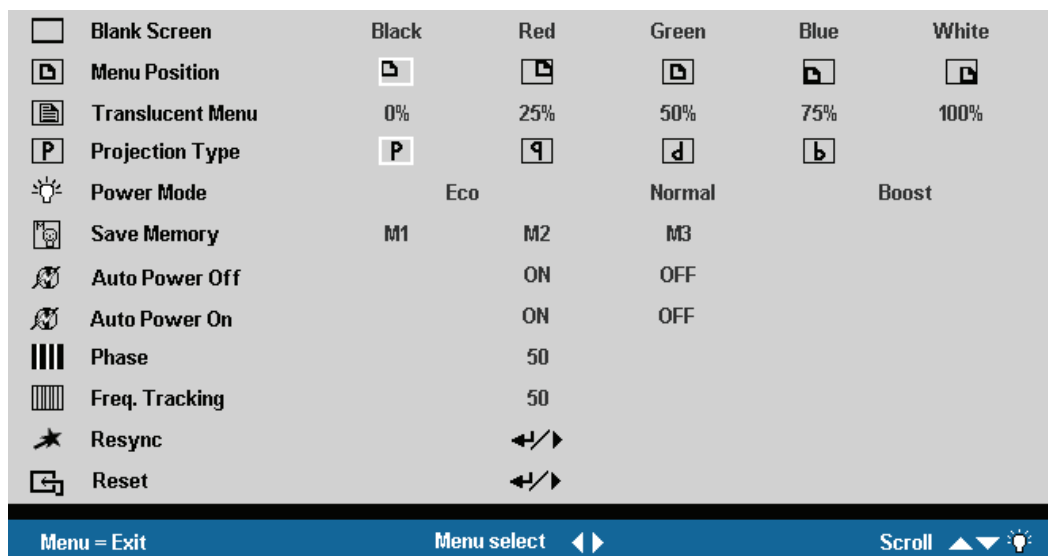 Blank Screen Black Red Green Blue White
Menu Position
Translucent Menu 0% 25% 50% 75% 100%
P Projection Type P q d b
Power Mode Eco Normal Boost
M Save Memory M1 M2 M3
Auto Power Off ON OFF
Auto Power On ON OFF
Phase 50
Freq. Tracking 50
Resync
Reset
Menu = Exit Menu select Scroll